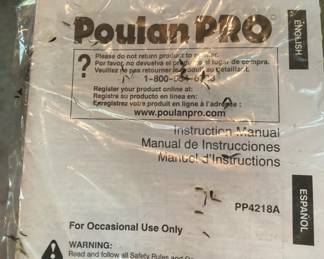 Poulan PRO
ENGLISH
?
Please do not return product to
Por favor, no devuelva el producto al lugar de compra.
Veuillez ne pas retourner le produit au détaillant.
1-800-
Register your product online at:
Registre su producto en línea en:
Enregistrez votre produit en ligne à l'adresse :
www.poulanpro.com
Instruction Manual
Manual de Instrucciones
Manuel d'Instructions
PP4218A
ESPAÑOL
For Occasional Use Only
WARNING:
Read and follow all Safety Rules and